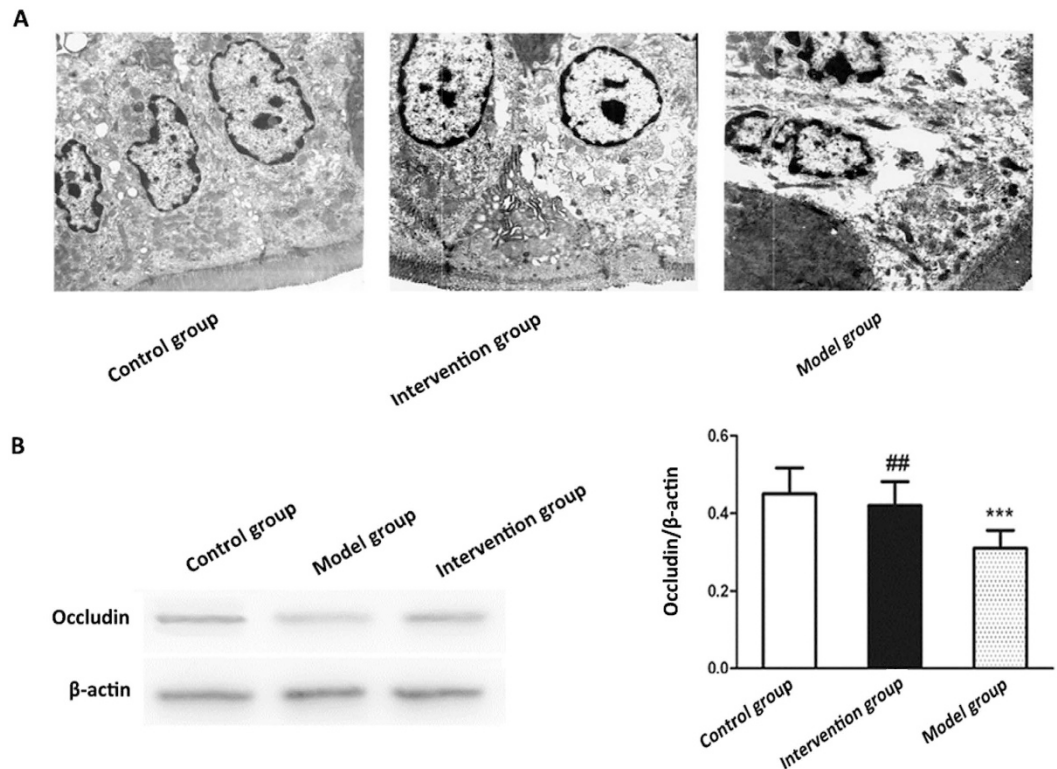 A
Control group
Intervention group
Model group
B
Control group
Model group
Intervention group
Occludin
β-actin
Occludin/β-actin
0.6
0.4
0.2
0.0
##
***
Control group
Intervention group
Model group